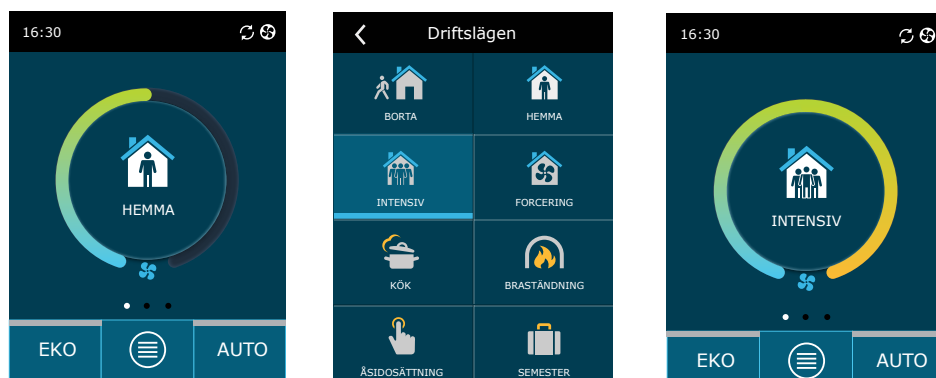 16:30
HEMMA
EKO
AUTO
Driftslägen
BORTA
HEMMA
INTENSIV
FORCERING
KÖK
BRASTÄNDNING
ÅSIDOSÄTTNING
SEMESTER
16:30
INTENSIV
EKO
AUTO